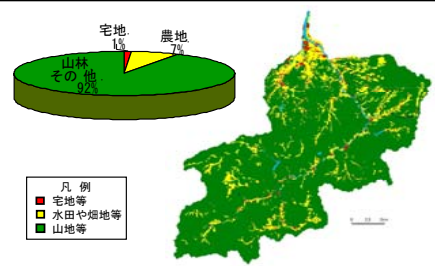 宅地.
1%
農地.
7%
山林
その他.
92%
凡 例
宅地等
水田や畑地等
山地等